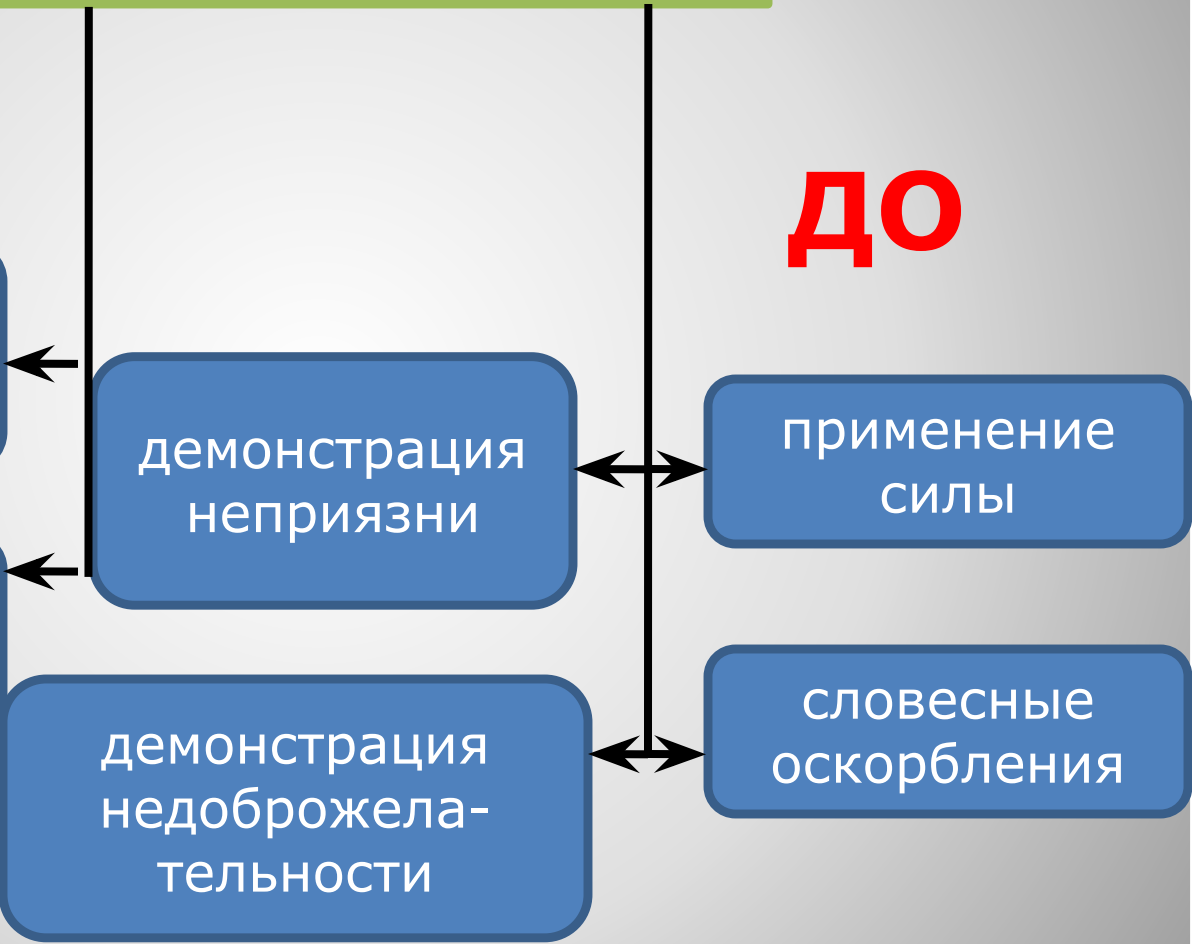 ДО
демонстрация
неприязни
применение
силы
демонстрация
недоброжела-
тельности
словесные
оскорбления